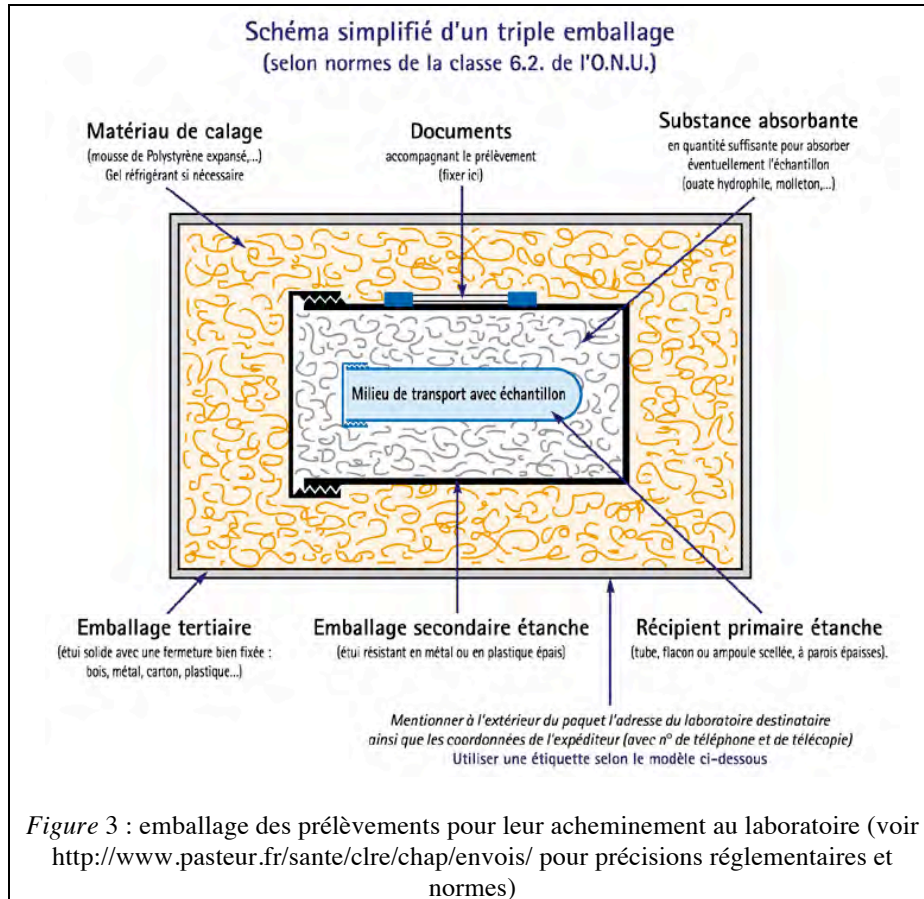 Schéma simplifié d'un triple emballage
(selon normes de la classe 6.2. de l'O.N.U.)
Matériau de calage
(mousse de Polystyrène expansé,...)
Gel réfrigérant si nécessaire
Documents
accompagnant le prélèvement
(fixer ici)
Substance absorbante
en quantité suffisante pour absorber
éventuellement l'échantillon
(ouate hydrophile, molleton,...)
Milieu de transport avec échantillon
Emballage tertiaire
(étui solide avec une fermeture bien fixée :
bois, métal, carton, plastique...)
Emballage secondaire étanche
(étui résistant en métal ou en plastique épais)
Récipient primaire étanche
(tube, flacon ou ampoule scellée, à parois épaisses).
Mentionner à l'extérieur du paquet l'adresse du laboratoire destinataire
ainsi que les coordonnées de l'expéditeur (avec n° de téléphone et de télécopie)
Utiliser une étiquette selon le modèle ci-dessous
Figure 3 : emballage des prélèvements pour leur acheminement au laboratoire (voir
http://www.pasteur.fr/sante/clre/chap/envois/ pour précisions réglementaires et
normes)